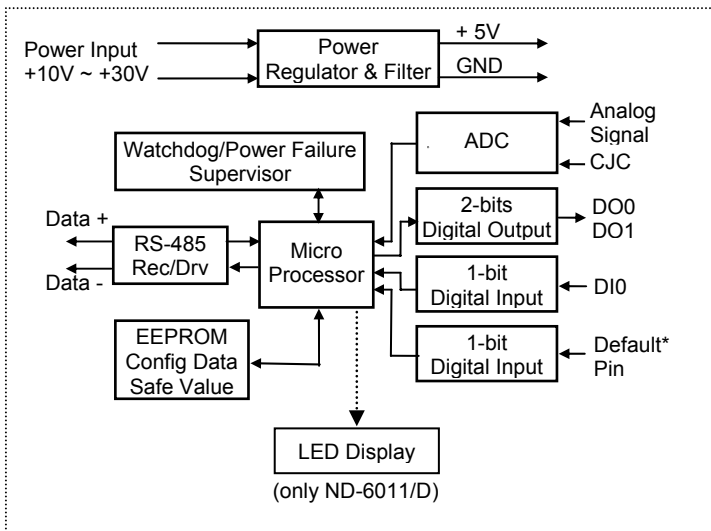 Power Input
+10V ~ +30V
Power
Regulator & Filter
+ 5V
GND
Watchdog/Power Failure
Supervisor
ADC
Analog
Signal
CJC
2-bits
Digital Output
DO0
DO1
Data +
Data -
RS-485
Rec/Drv
Micro
Processor
1-bit
Digital Input
DI0
EEPROM
Config Data
Safe Value
1-bit
Digital Input
Default*
Pin
LED Display
(only ND-6011/D)